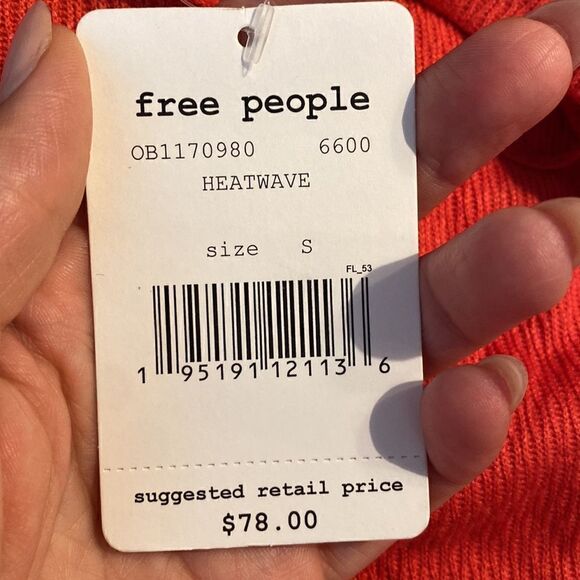 free people
OB1170980 6600
HEATWAVE
size S
FL_53
1 95191 12113 6
suggested retail price
$78.00